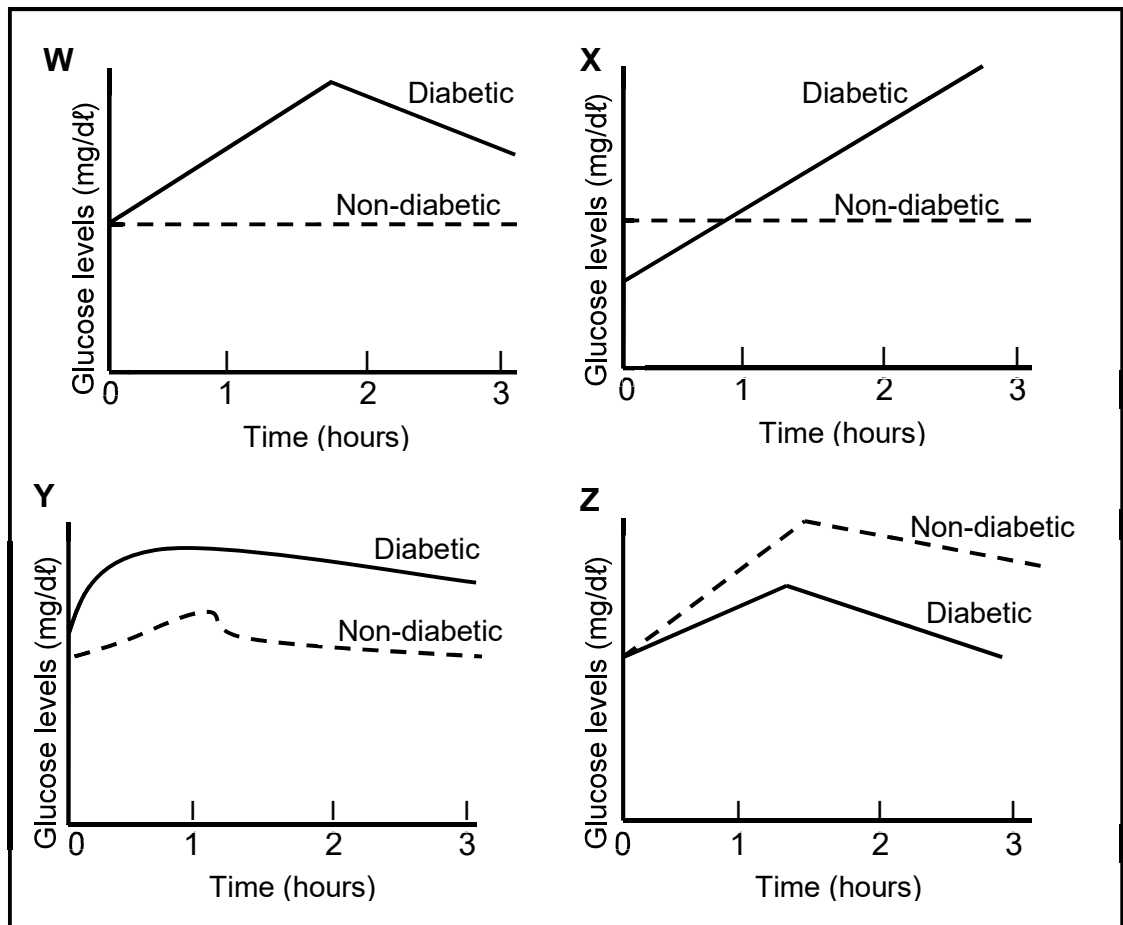 W
Glucose levels (mg/dℓ)
Diabetic
Non-diabetic
0 1 2 3
Time (hours)
X
Glucose levels (mg/dℓ)
Diabetic
Non-diabetic
0 1 2 3
Time (hours)
Y
Glucose levels (mg/dℓ)
Diabetic
Non-diabetic
0 1 2 3
Time (hours)
Z
Glucose levels (mg/dℓ)
Non-diabetic
Diabetic
0 1 2 3
Time (hours)